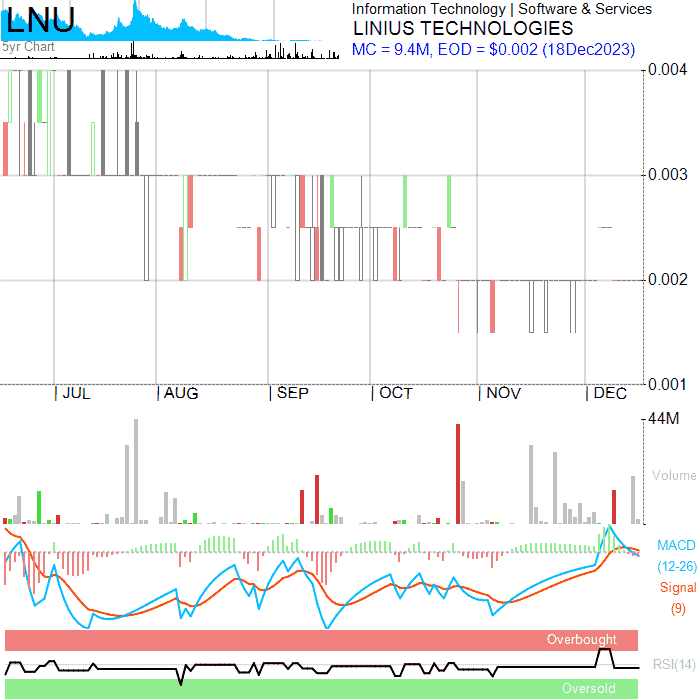 LNU
5yr Chart
Information Technology | Software & Services
LINIUS TECHNOLOGIES
MC = 9.4M, EOD = $0.002 (18Dec2023)
0.004
0.003
0.002
0.001
| JUL | AUG | SEP | OCT | NOV | DEC
44M
Volume
MACD
(12-26)
Signal
(9)
Overbought
RSI(14)
Oversold